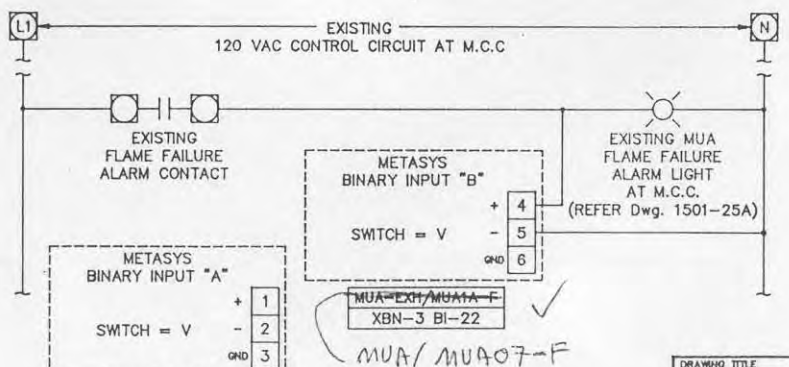 L1
EXISTING
N
120 VAC CONTROL CIRCUIT AT M.C.C
EXISTING
FLAME FAILURE
ALARM CONTACT
EXISTING MUA
FLAME FAILURE
ALARM LIGHT
AT M.C.C.
(REFER Dwg. 1501-25A)
METASYS
BINARY INPUT "B"
+ 4
SWITCH = V - 5
GND 6
METASYS
BINARY INPUT "A"
+ 1
SWITCH = V - 2
GND 3
MUA-EXH/MUA1A-F
XBN-3 BI-22
MUA/MUA07-F
DRAWING TITLE